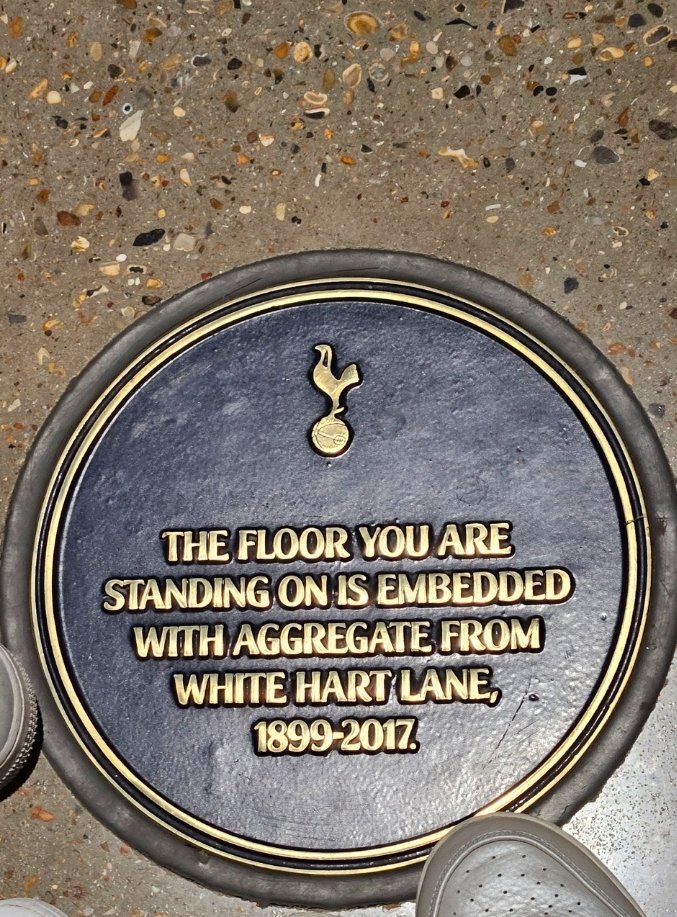 THE FLOOR YOU ARE
STANDING ON IS EMBEDDED
WITH AGGREGATE FROM
WHITE HART LANE,
1899-2017.